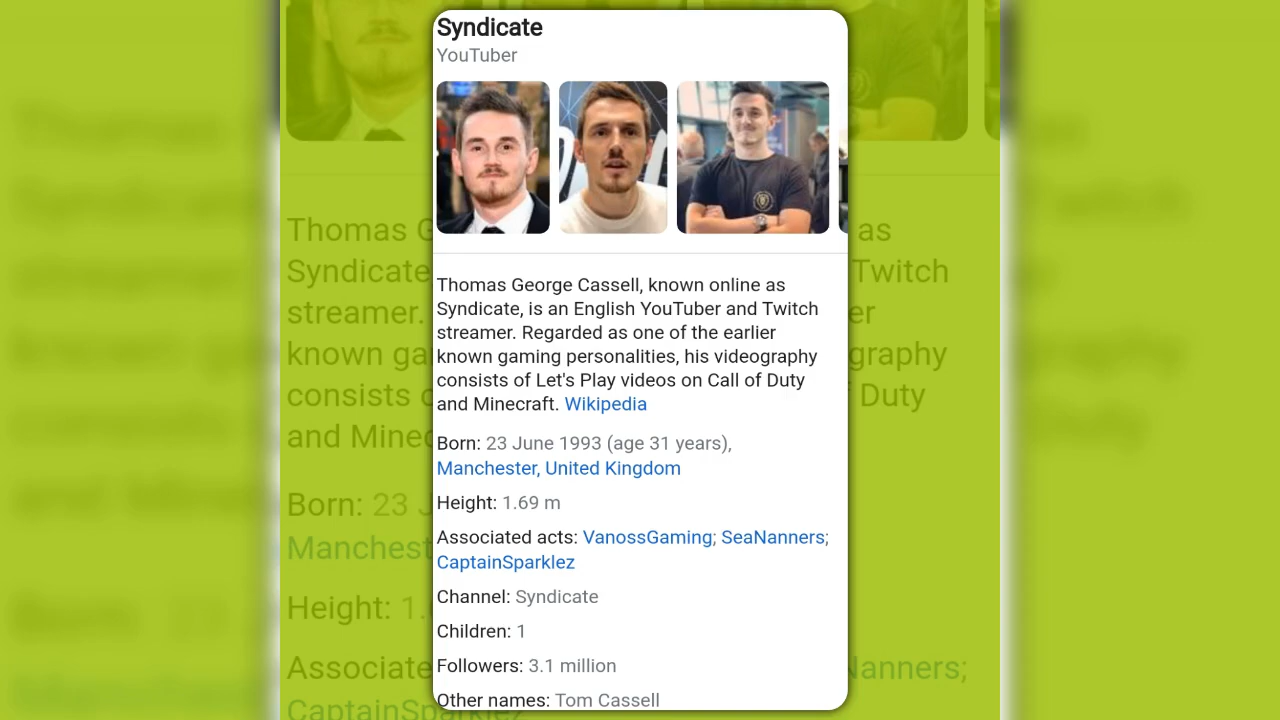 Syndicate
YouTuber
Thomas George Cassell, known online as
Syndicate, is an English YouTuber and Twitch
streamer. Regarded as one of the earlier
known gaming personalities, his videography
consists of Let's Play videos on Call of Duty
and Minecraft. Wikipedia
Born: 23 June 1993 (age 31 years),
Manchester, United Kingdom
Height: 1.69 m
Associated acts: VanossGaming; SeaNanners;
CaptainSparklez
Channel: Syndicate
Children: 1
Followers: 3.1 million
Other names: Tom Cassell